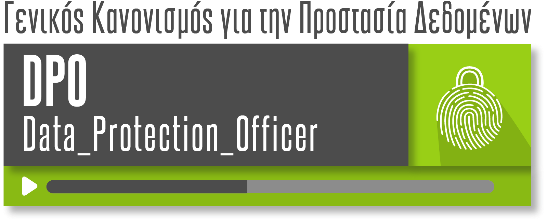 Γενικός Κανονισμός για την Προστασία Δεδομένων
DPO
Data_Protection_Officer